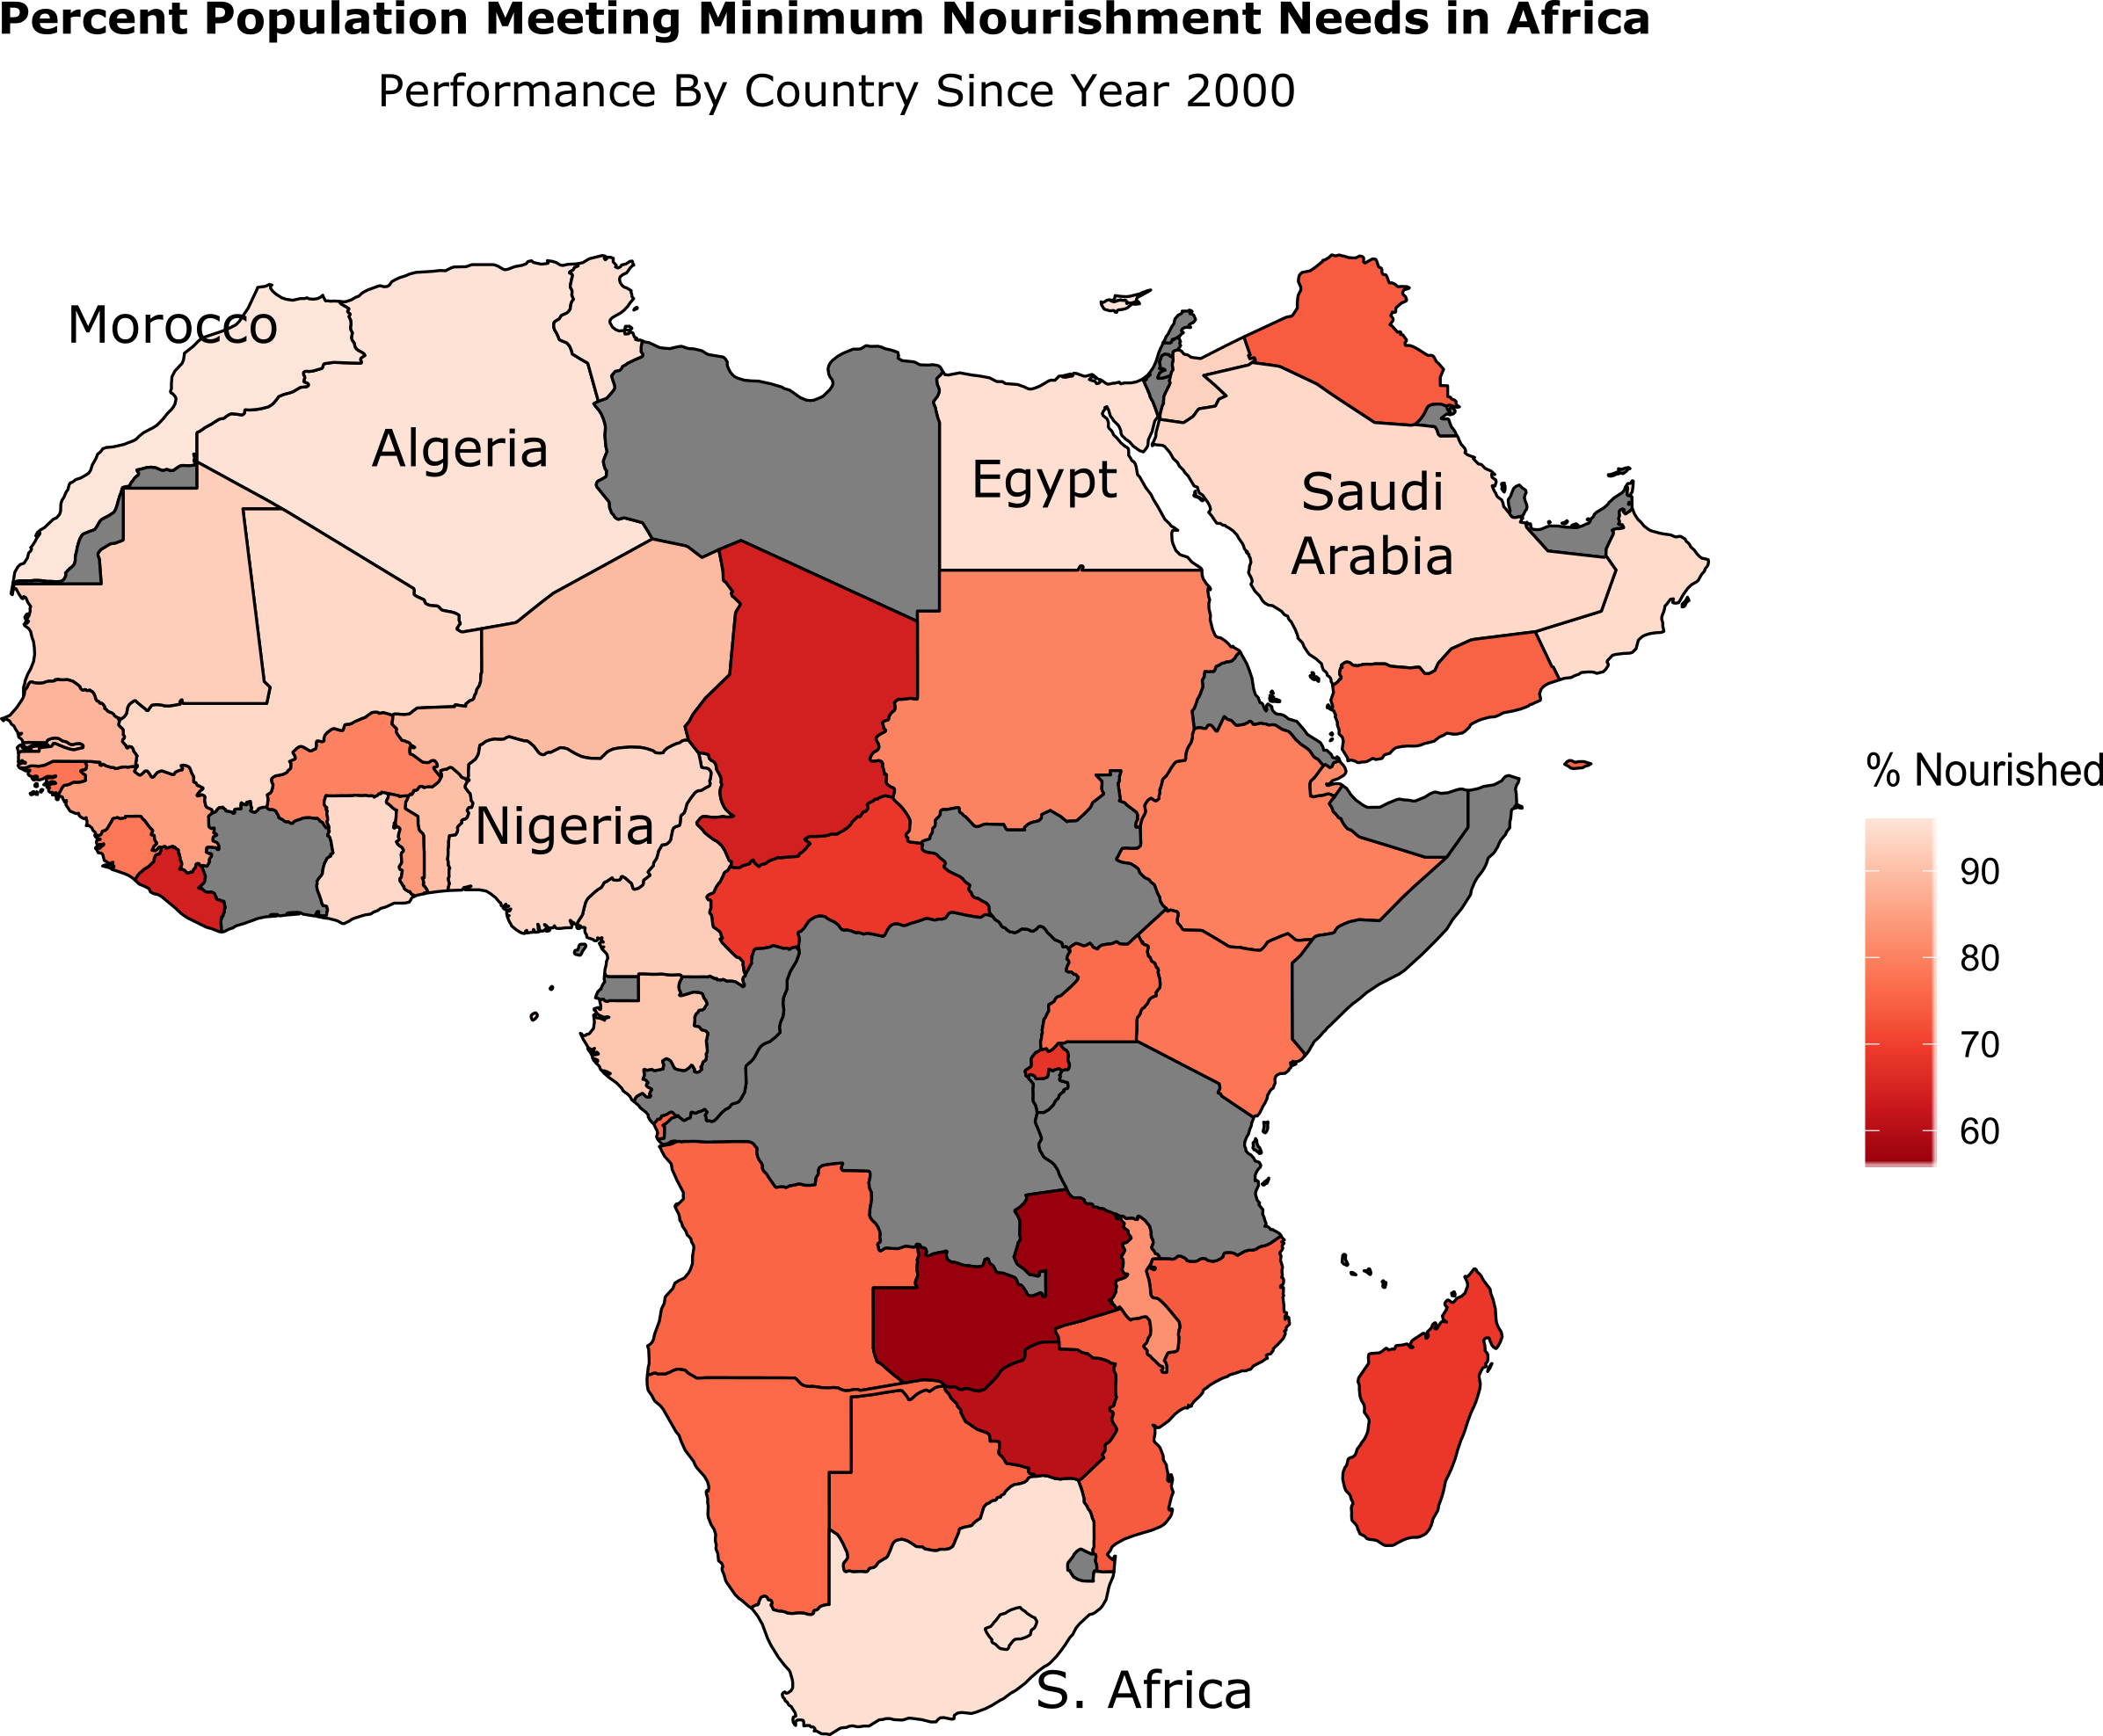 Percent Population Meeting Minimum Nourishment Needs in Africa
Performance By Country Since Year 2000
Morocco
Algeria
Egypt
Saudi
Arabia
Nigeria
% Nourished
90
80
70
60
S. Africa